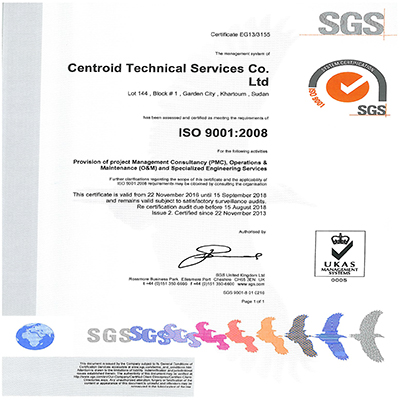 SGS
Certificate EG13/3155
The management system of
Centroid Technical Services Co.
Ltd
Lot 144 , Block # 1 , Garden City , Khartoum , Sudan
has been assessed and certified as meeting the requirements of
ISO 9001:2008
For the following activities
Provision of project Management Consultancy (PMC), Operations &
Maintenance (O&M) and Specialized Engineering Services
Further clarifications regarding the scope of this certificate and the applicability of
ISO 9001:2008 requirements may be obtained by consulting the organisation
This certificate is valid from 22 November 2018 until 15 September 2018
and remains valid subject to satisfactory surveillance audits.
Re certification audit due before 15 August 2018
Issue 2. Certified since 22 November 2013
Authorised by
SGS United Kingdom Ltd
Rossmore Business Park Ellesmere Port Cheshire CH65 3EN UK
t +44 (0)151 350-6666 f +44 (0)151 350-6600 www.sgs.com
SGS 9001-8 01 0218
Page 1 of 1
SYSTEM CERTIFICATION
ISO 9001
SGS
UKAS
MANAGEMENT
SYSTEMS
0005
SGS SGS SGS